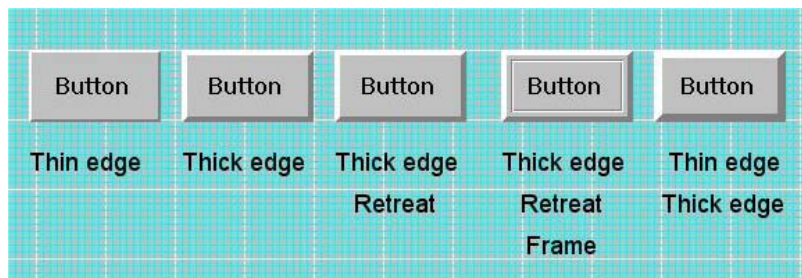 Button Button Button Button Button
Thin edge Thick edge Thick edge Thick edge Thin edge
Retreat Retreat Thick edge
Frame